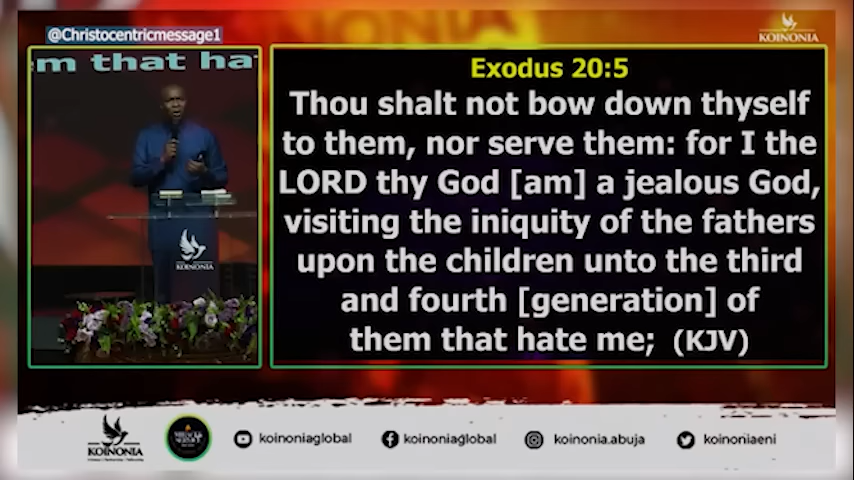 @Christocentricmessage1
KOINONIA
m that ha
KOINONIA
Exodus 20:5
Thou shalt not bow down thyself
to them, nor serve them: for I the
LORD thy God [am] a jealous God,
visiting the iniquity of the fathers
upon the children unto the third
and fourth [generation] of
them that hate me; (KJV)
KOINONIA
koinoniaglobal
koinoniaglobal
koinonia.abuja
koinoniaeni